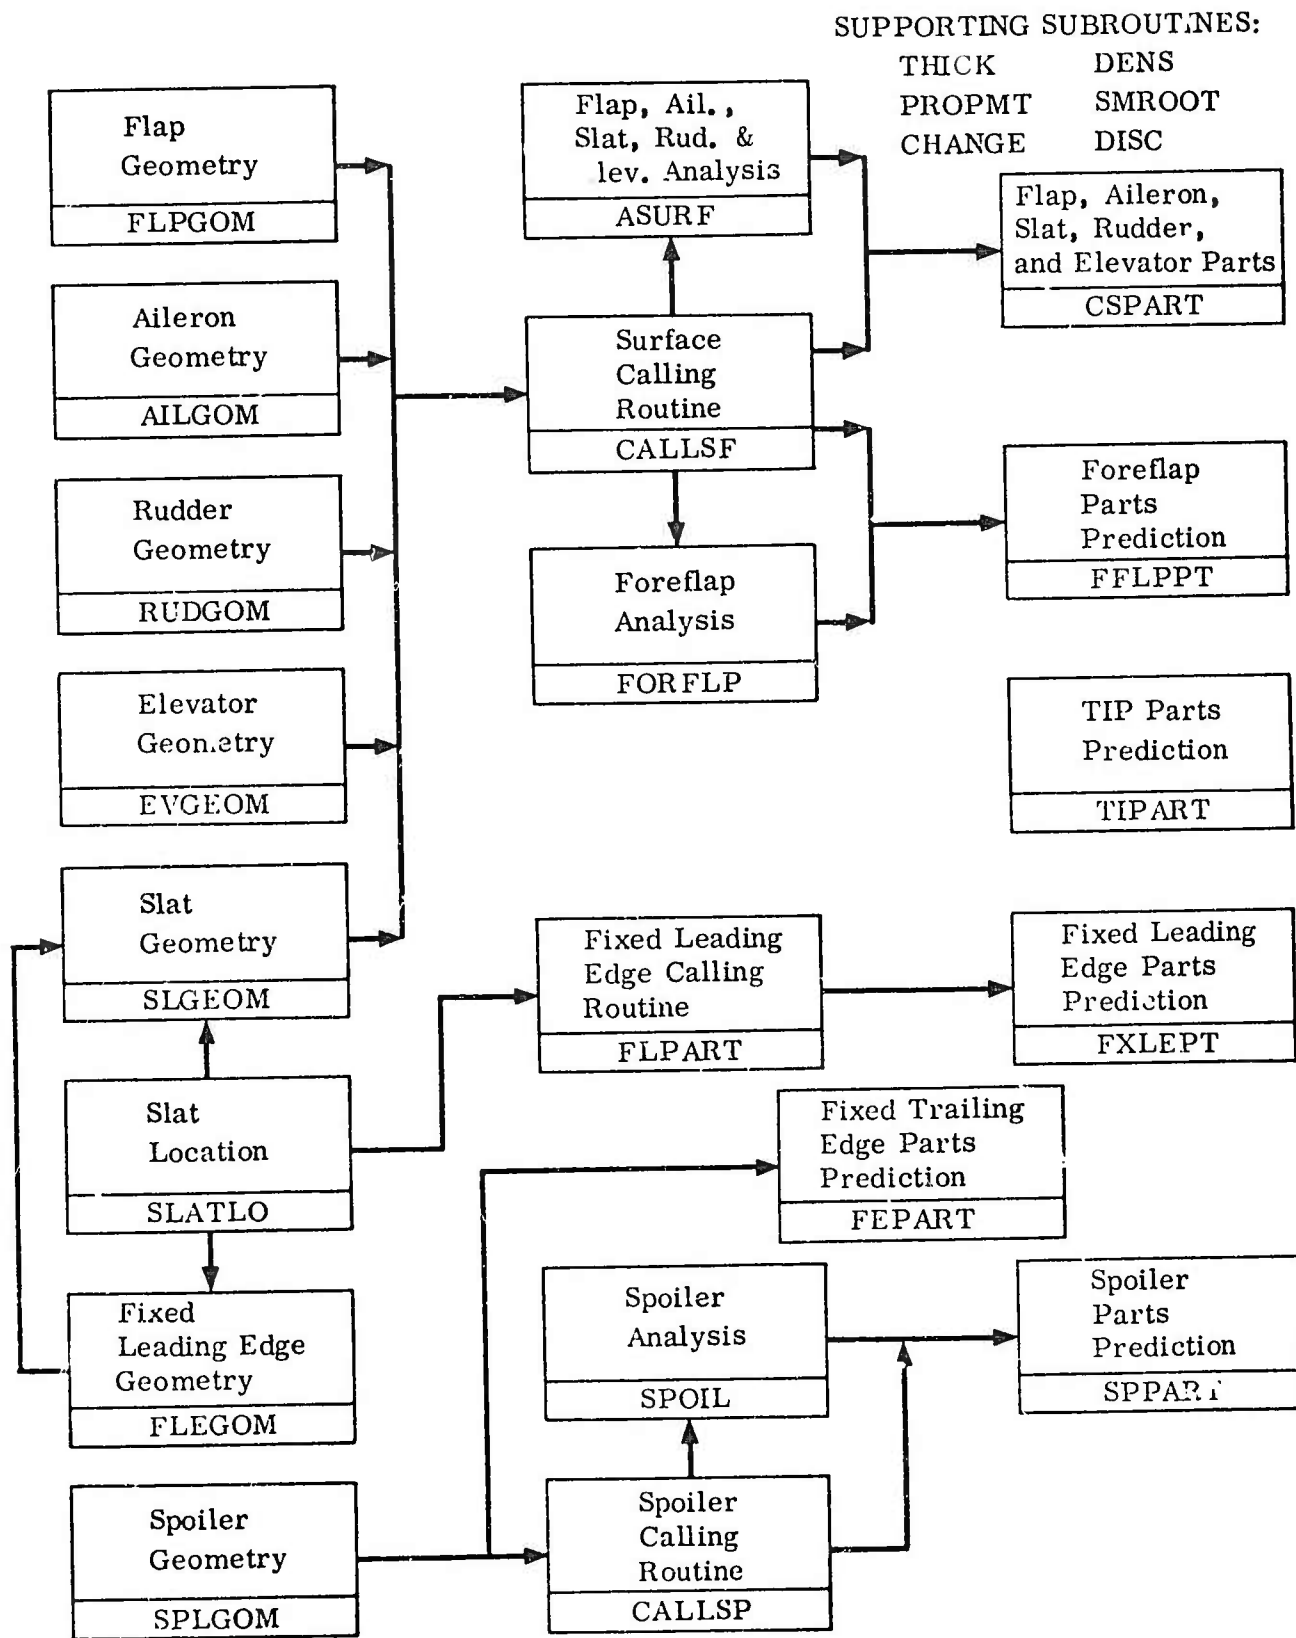 SUPPORTING SUBROUTINES:
THICK DENS
PROPMT SMROOT
CHANGE DISC
Flap
Geometry
FLPGOM
Flap, Ail.,
Slat, Rud. &
lev. Analysis
ASURF
Flap, Aileron,
Slat, Rudder,
and Elevator Parts
CSPART
Aileron
Geometry
AILGOM
Surface
Calling
Routine
CALLSF
Rudder
Geometry
RUDGOM
Foreflap
Parts
Prediction
FFLPPT
Foreflap
Analysis
FORFLP
Elevator
Geometry
EVGEOM
TIP Parts
Prediction
TIPART
Slat
Geometry
SLGEOM
Fixed Leading
Edge Calling
Routine
FLPART
Fixed Leading
Edge Parts
Prediction
FXLEPT
Slat
Location
SLATLO
Fixed Trailing
Edge Parts
Prediction
FEPART
Fixed
Leading Edge
Geometry
FLEGOM
Spoiler
Analysis
SPOIL
Spoiler
Parts
Prediction
SPPART
Spoiler
Geometry
SPLGOM
Spoiler
Calling
Routine
CALLSP